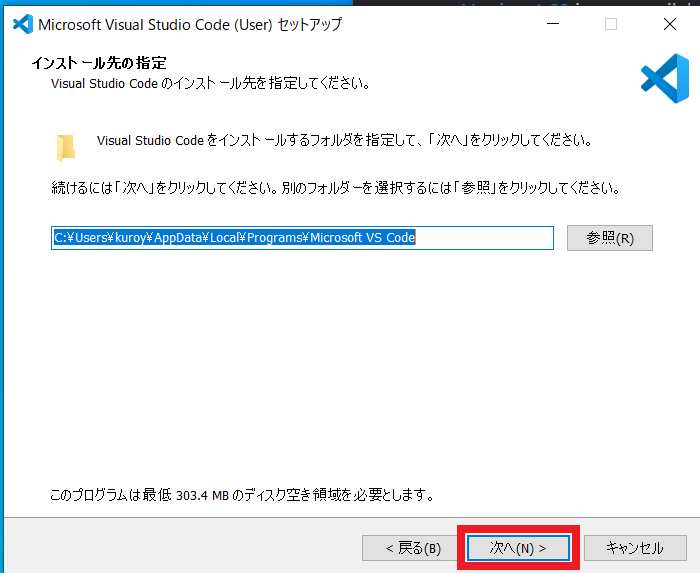 Microsoft Visual Studio Code (User) セットアップ
インストール先の指定
Visual Studio Code のインストール先を指定してください。
Visual Studio Code をインストールするフォルダを指定して、「次へ」をクリックしてください。
続けるには「次へ」をクリックしてください。別のフォルダーを選択するには「参照」をクリックしてください。
C:¥Users¥kuroy¥AppData¥Local¥Programs¥Microsoft VS Code
参照(R)
このプログラムは最低 303.4 MB のディスク空き領域を必要とします。
< 戻る(B) 次へ(N) > キャンセル